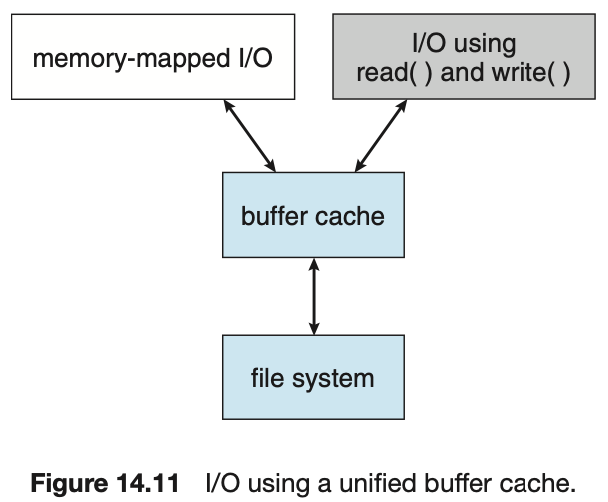 memory-mapped I/O
I/O using
read( ) and write( )
buffer cache
file system
Figure 14.11 I/O using a unified buffer cache.